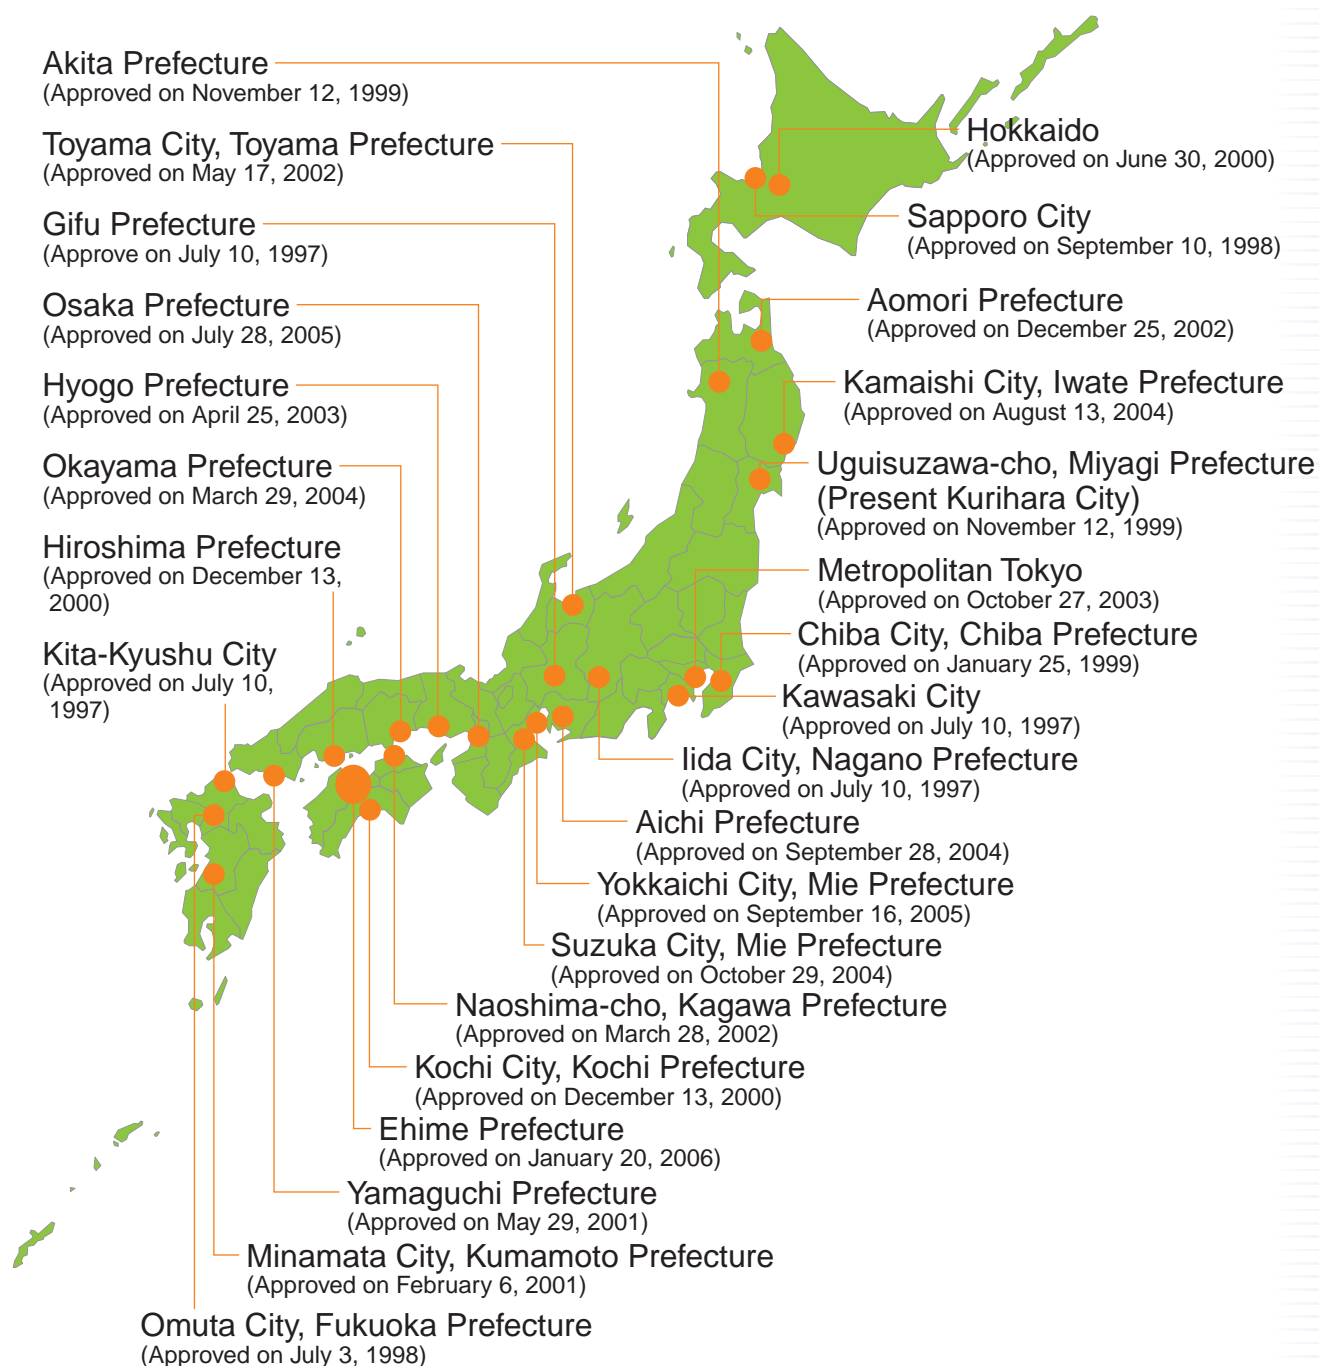 Akita Prefecture
(Approved on November 12, 1999)
Toyama City, Toyama Prefecture
(Approved on May 17, 2002)
Gifu Prefecture
(Approve on July 10, 1997)
Osaka Prefecture
(Approved on July 28, 2005)
Hyogo Prefecture
(Approved on April 25, 2003)
Okayama Prefecture
(Approved on March 29, 2004)
Hiroshima Prefecture
(Approved on December 13,
2000)
Kita-Kyushu City
(Approved on July 10,
1997)
Hokkaido
(Approved on June 30, 2000)
Sapporo City
(Approved on September 10, 1998)
Aomori Prefecture
(Approved on December 25, 2002)
Kamaishi City, Iwate Prefecture
(Approved on August 13, 2004)
Uguisuzawa-cho, Miyagi Prefecture
(Present Kurihara City)
(Approved on November 12, 1999)
Metropolitan Tokyo
(Approved on October 27, 2003)
Chiba City, Chiba Prefecture
(Approved on January 25, 1999)
Kawasaki City
(Approved on July 10, 1997)
Iida City, Nagano Prefecture
(Approved on July 10, 1997)
Aichi Prefecture
(Approved on September 28, 2004)
Yokkaichi City, Mie Prefecture
(Approved on September 16, 2005)
Suzuka City, Mie Prefecture
(Approved on October 29, 2004)
Naoshima-cho, Kagawa Prefecture
(Approved on March 28, 2002)
Kochi City, Kochi Prefecture
(Approved on December 13, 2000)
Ehime Prefecture
(Approved on January 20, 2006)
Yamaguchi Prefecture
(Approved on May 29, 2001)
Minamata City, Kumamoto Prefecture
(Approved on February 6, 2001)
Omuta City, Fukuoka Prefecture
(Approved on July 3, 1998)